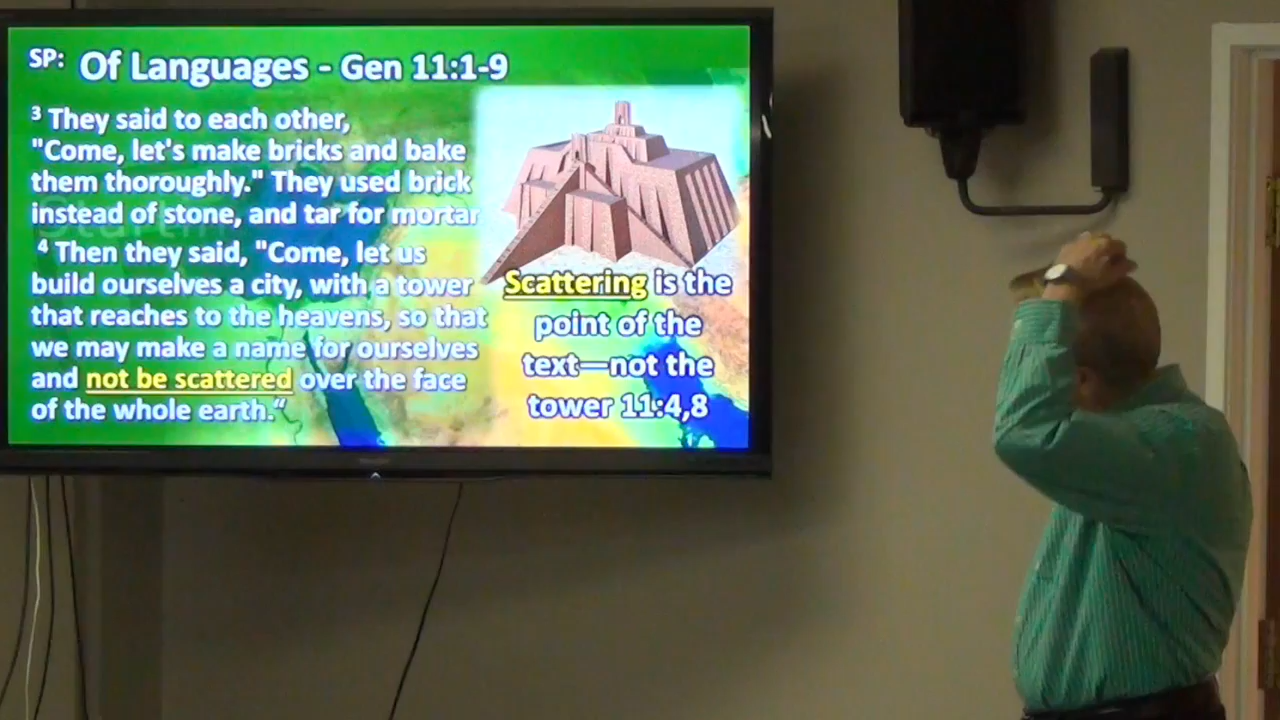 SP: Of Languages - Gen 11:1-9
3 They said to each other,
"Come, let's make bricks and bake
them thoroughly." They used brick
instead of stone, and tar for mortar
4 Then they said, "Come, let us
build ourselves a city, with a tower
that reaches to the heavens, so that
we may make a name for ourselves
and not be scattered over the face
of the whole earth.“
Scattering is the
point of the
text—not the
tower 11:4,8